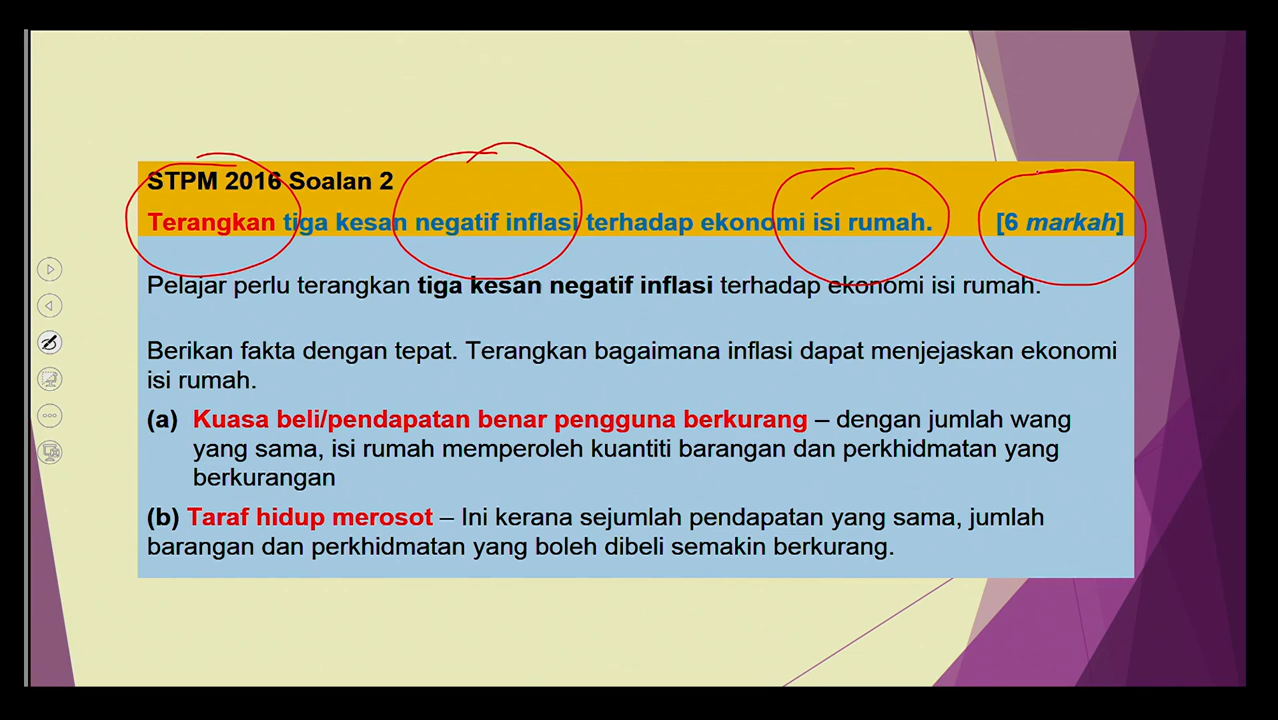 STPM 2016 Soalan 2
Terangkan tiga kesan negatif inflasi terhadap ekonomi isi rumah. [6 markah]
Pelajar perlu terangkan tiga kesan negatif inflasi terhadap ekonomi isi rumah.
Berikan fakta dengan tepat. Terangkan bagaimana inflasi dapat menjejaskan ekonomi
isi rumah.
(a) Kuasa beli/pendapatan benar pengguna berkurang – dengan jumlah wang
yang sama, isi rumah memperoleh kuantiti barangan dan perkhidmatan yang
berkurangan
(b) Taraf hidup merosot – Ini kerana sejumlah pendapatan yang sama, jumlah
barangan dan perkhidmatan yang boleh dibeli semakin berkurang.